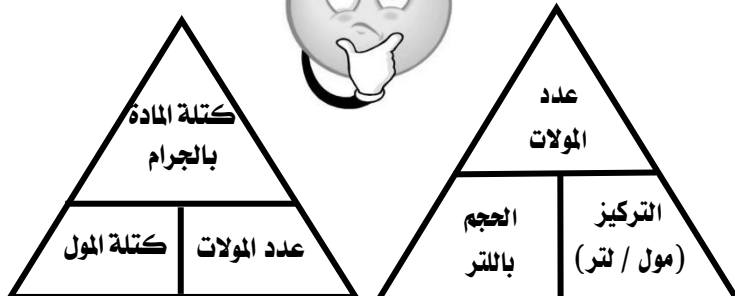 عدد
المولات
التركيز
(مول / لتر)
الحجم
باللتر
كتلة المادة
بالجرام
عدد المولات
كتلة المول